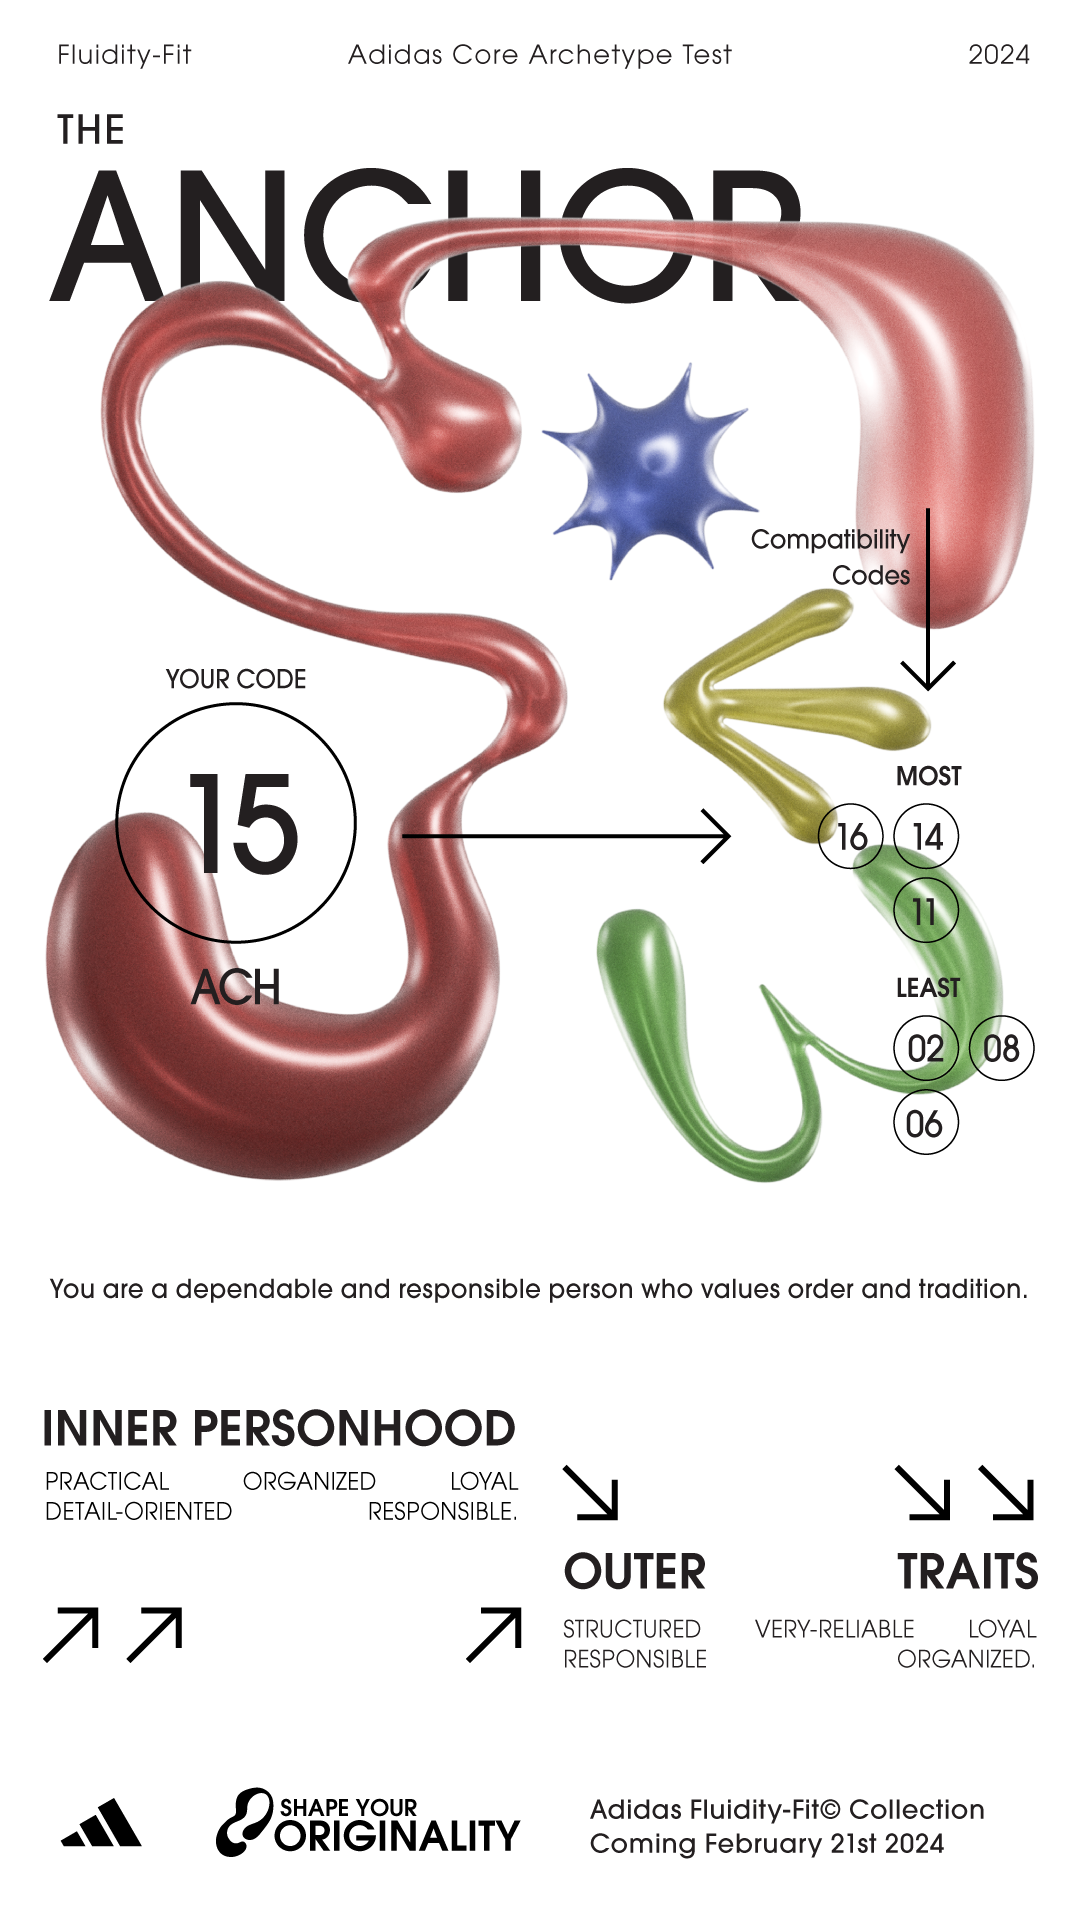 Fluidity-Fit
Adidas Core Archetype Test
2024
THE
ANCHOR
Compatibility
Codes
YOUR CODE
15
ACH
MOST
16 14
11
LEAST
02 08
06
You are a dependable and responsible person who values order and tradition.
INNER PERSONHOOD
PRACTICAL ORGANIZED LOYAL
DETAIL-ORIENTED RESPONSIBLE.
OUTER TRAITS
STRUCTURED VERY-RELIABLE LOYAL
RESPONSIBLE ORGANIZED.
SHAPE YOUR
ORIGINALITY
Adidas Fluidity-Fit© Collection
Coming February 21st 2024